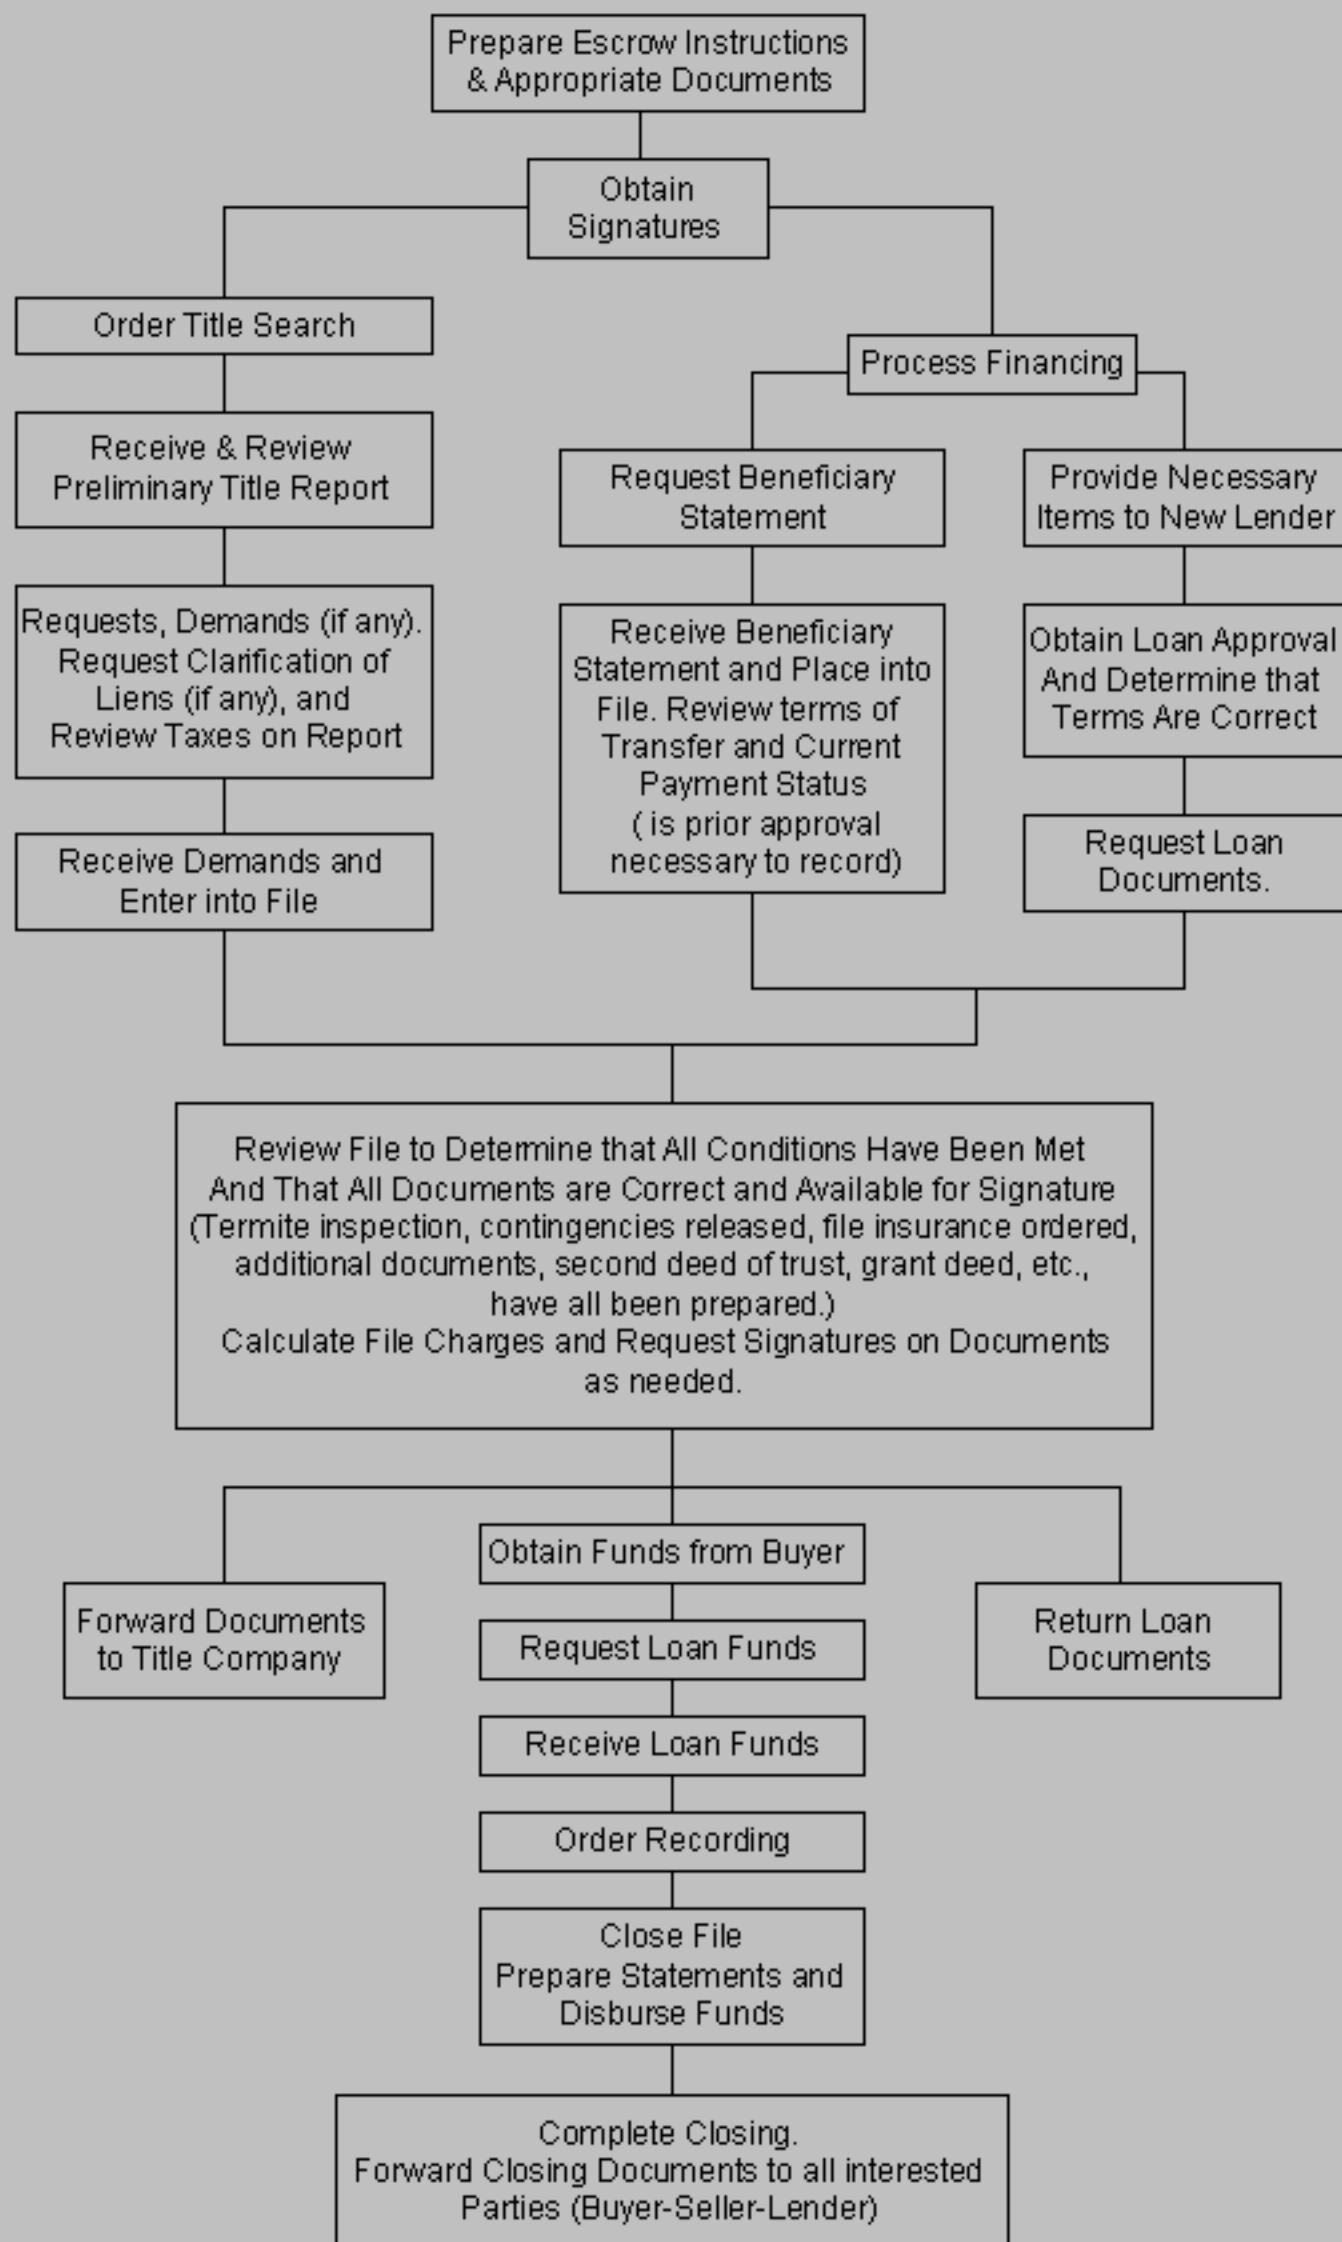 Prepare Escrow Instructions
& Appropriate Documents
Obtain
Signatures
Order Title Search
Process Financing
Receive & Review
Preliminary Title Report
Request Beneficiary
Statement
Provide Necessary
Items to New Lender
Requests, Demands (if any).
Request Clarification of
Liens (if any), and
Review Taxes on Report
Receive Beneficiary
Statement and Place into
File. Review terms of
Transfer and Current
Payment Status
( is prior approval
necessary to record)
Obtain Loan Approval
And Determine that
Terms Are Correct
Receive Demands and
Enter into File
Request Loan
Documents.
Review File to Determine that All Conditions Have Been Met
And That All Documents are Correct and Available for Signature
(Termite inspection, contingencies released, file insurance ordered,
additional documents, second deed of trust, grant deed, etc.,
have all been prepared.)
Calculate File Charges and Request Signatures on Documents
as needed.
Obtain Funds from Buyer
Forward Documents
to Title Company
Request Loan Funds
Return Loan
Documents
Receive Loan Funds
Order Recording
Close File
Prepare Statements and
Disburse Funds
Complete Closing.
Forward Closing Documents to all interested
Parties (Buyer-Seller-Lender)